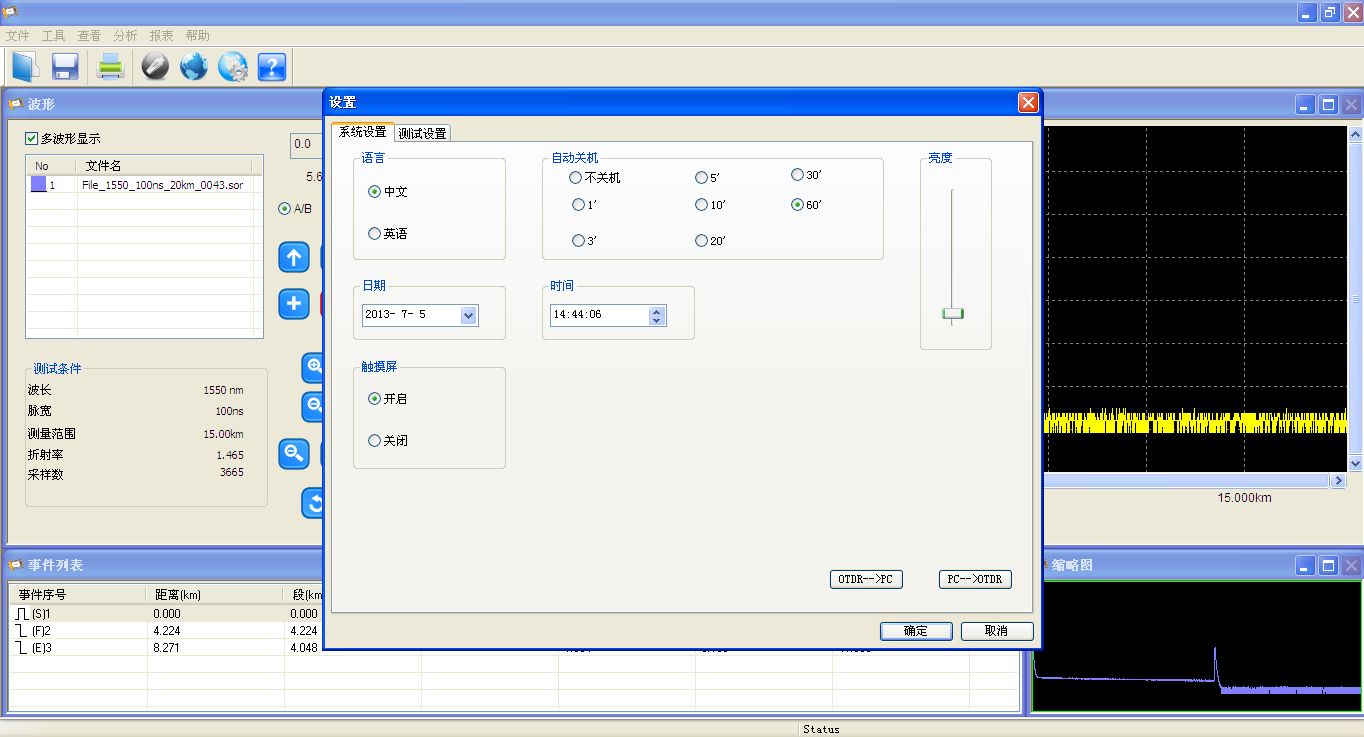 文件 工具 查看 分析 报表 帮助
波形
多波形显示
No 文件名
1 File_1550_100ns_20km_0043.sor
0.0
5.6
A/B
测试条件
波长 1550 nm
脉宽 100ns
测量范围 15.00km
折射率 1.465
采样数 3665
设置
系统设置 测试设置
语言
中文
英语
自动关机
不关机 5' 30'
1' 10' 60'
3' 20'
亮度
日期
2013- 7- 5
时间
14:44:06
触摸屏
开启
关闭
OTDR-->PC PC-->OTDR
确定 取消
15.000km
事件列表
事件序号 距离(km) 段(km
(S)1 0.000 0.000
(F)2 4.224 4.224
(E)3 8.271 4.048
缩略图
Status